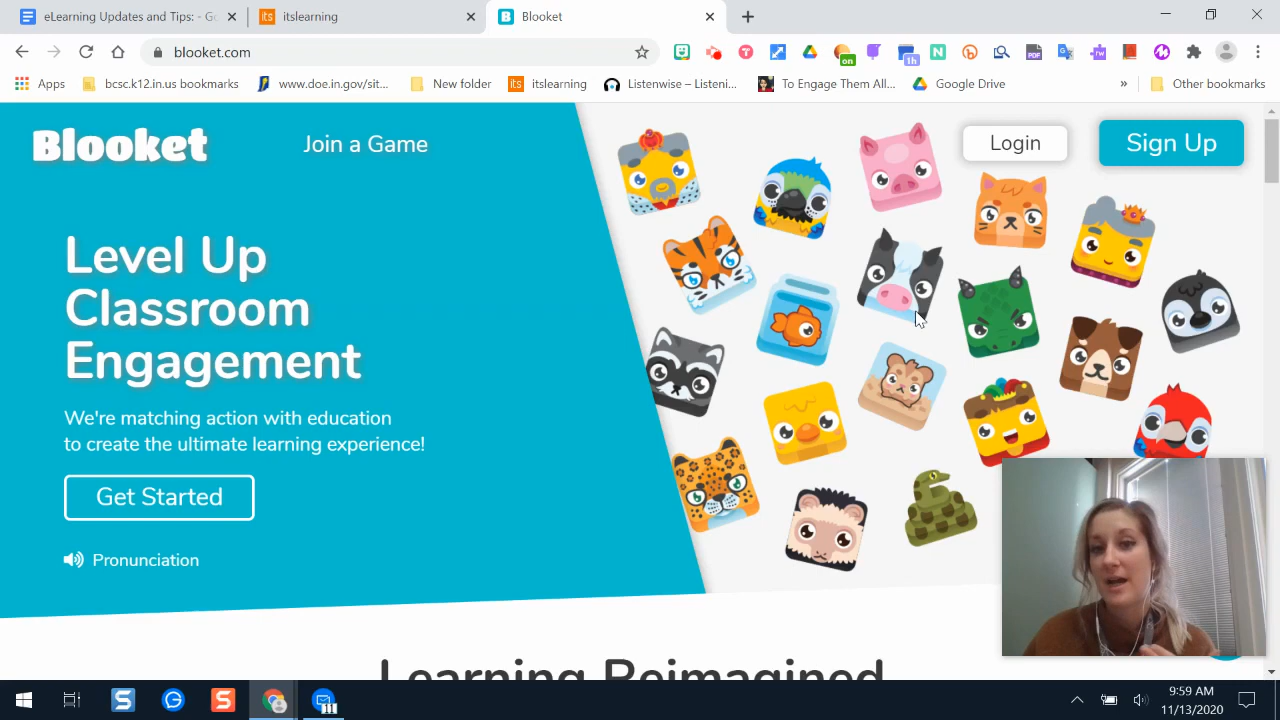 eLearning Updates and Tips: - Go
itslearning
Blooket
blooket.com
Apps
bcsc.k12.in.us bookmarks
www.doe.in.gov/sit...
New folder
itslearning
Listenwise – Listeni...
To Engage Them All...
Google Drive
»
Other bookmarks
Blooket
Join a Game
Login
Sign Up
Level Up
Classroom
Engagement
We're matching action with education
to create the ultimate learning experience!
Get Started
Pronunciation
Learning Reimagined
9:59 AM
11/13/2020